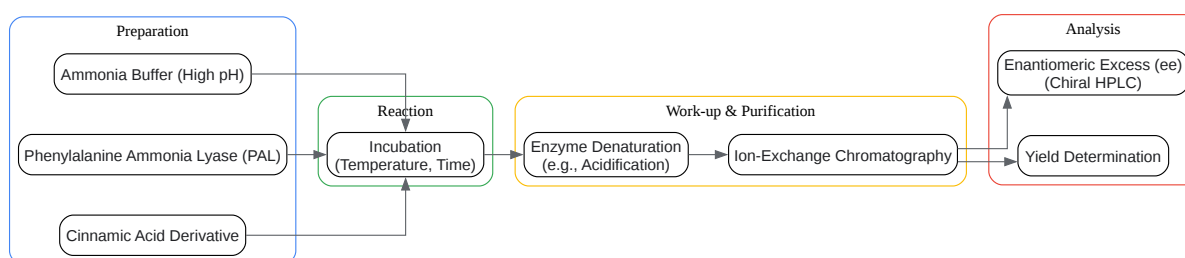 Preparation
Ammonia Buffer (High pH)
Phenylalanine Ammonia Lyase (PAL)
Cinnamic Acid Derivative
Reaction
Incubation
(Temperature, Time)
Work-up & Purification
Enzyme Denaturation
(e.g., Acidification)
Ion-Exchange Chromatography
Analysis
Enantiomeric Excess (ee)
(Chiral HPLC)
Yield Determination